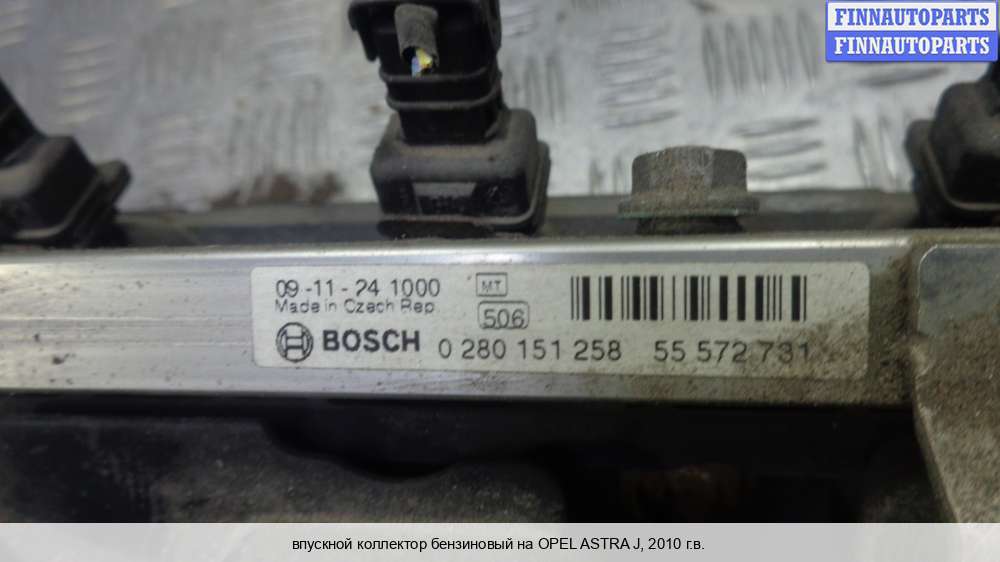 FINNAUTOPARTS
FINNAUTOPARTS
09-11-24 1000 MT
Made in Czech Rep 506
BOSCH 0 280 151 258 55 572 731
впускной коллектор бензиновый на OPEL ASTRA J, 2010 г.в.